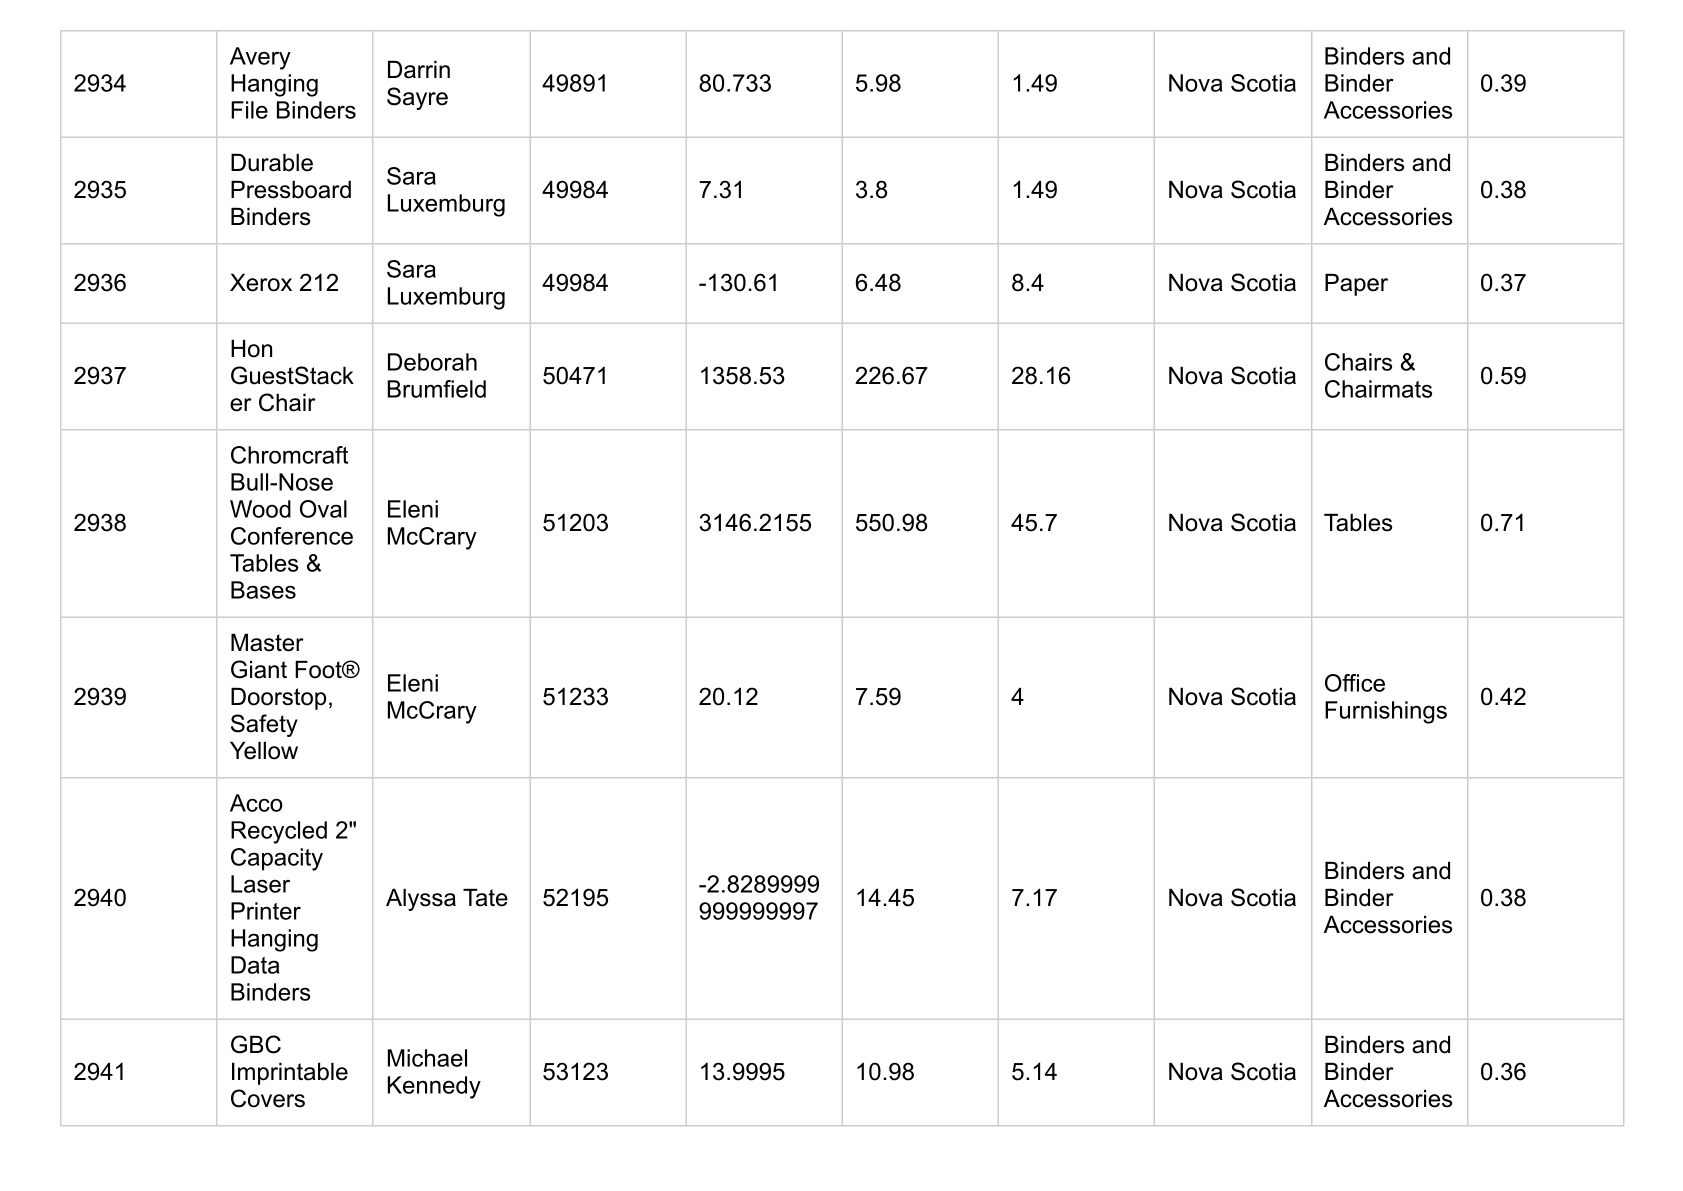 2934
Avery
Hanging
File Binders
Darrin
Sayre
49891
80.733
5.98
1.49
Nova Scotia
Binders and
Binder
Accessories
0.39
2935
Durable
Pressboard
Binders
Sara
Luxemburg
49984
7.31
3.8
1.49
Nova Scotia
Binders and
Binder
Accessories
0.38
2936
Xerox 212
Sara
Luxemburg
49984
-130.61
6.48
8.4
Nova Scotia
Paper
0.37
2937
Hon
GuestStack
er Chair
Deborah
Brumfield
50471
1358.53
226.67
28.16
Nova Scotia
Chairs &
Chairmats
0.59
2938
Chromcraft
Bull-Nose
Wood Oval
Conference
Tables &
Bases
Eleni
McCrary
51203
3146.2155
550.98
45.7
Nova Scotia
Tables
0.71
2939
Master
Giant Foot®
Doorstop,
Safety
Yellow
Eleni
McCrary
51233
20.12
7.59
4
Nova Scotia
Office
Furnishings
0.42
2940
Acco
Recycled 2"
Capacity
Laser
Printer
Hanging
Data
Binders
Alyssa Tate
52195
-2.8289999
999999997
14.45
7.17
Nova Scotia
Binders and
Binder
Accessories
0.38
2941
GBC
Imprintable
Covers
Michael
Kennedy
53123
13.9995
10.98
5.14
Nova Scotia
Binders and
Binder
Accessories
0.36